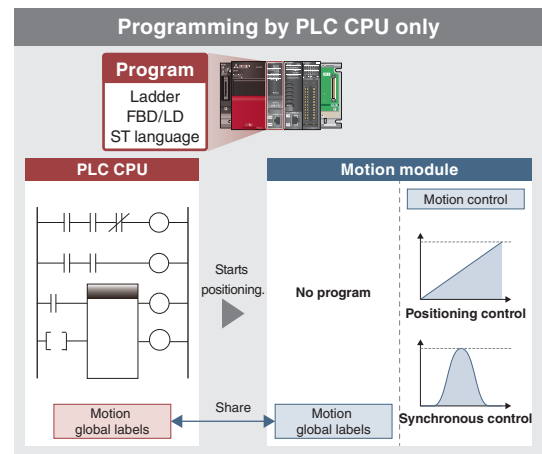 Programming by PLC CPU only
Program
Ladder
FBD/LD
ST language
PLC CPU
Motion module
Motion control
Starts
positioning.
No program
Positioning control
Synchronous control
Motion
global labels
Share
Motion
global labels